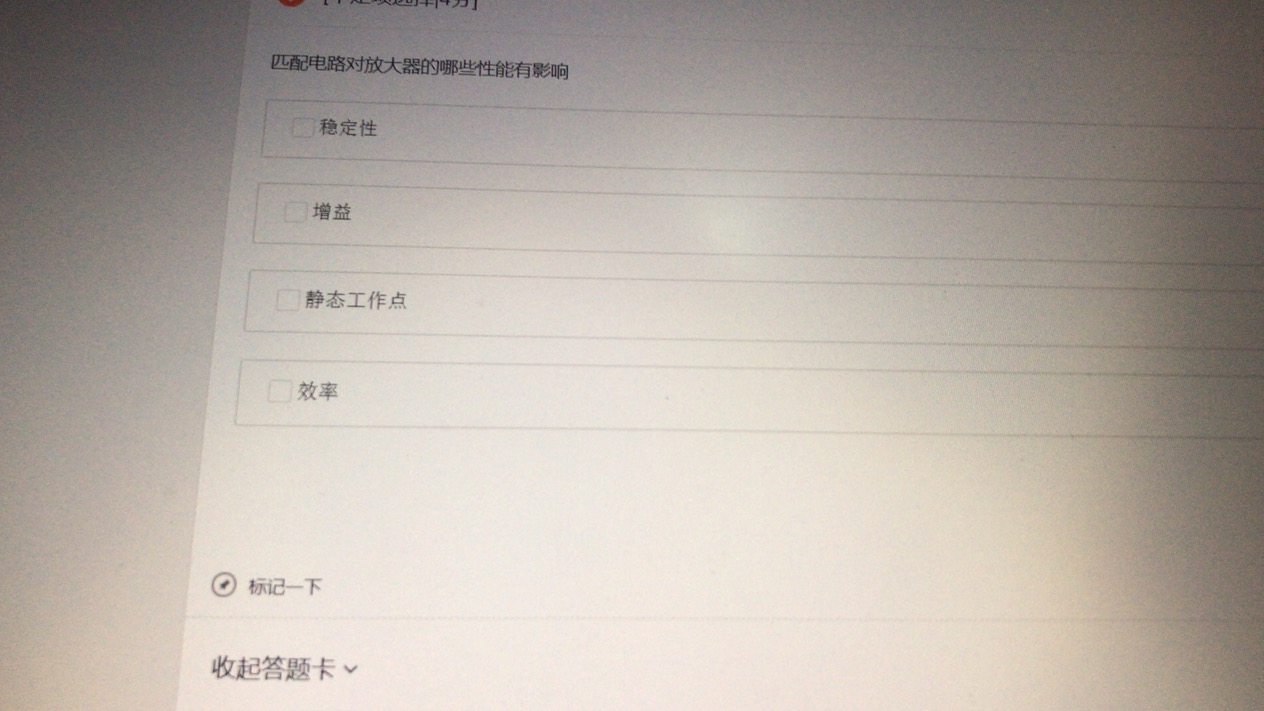 匹配电路对放大器的哪些性能有影响
稳定性
增益
静态工作点
效率
标记一下
收起答题卡